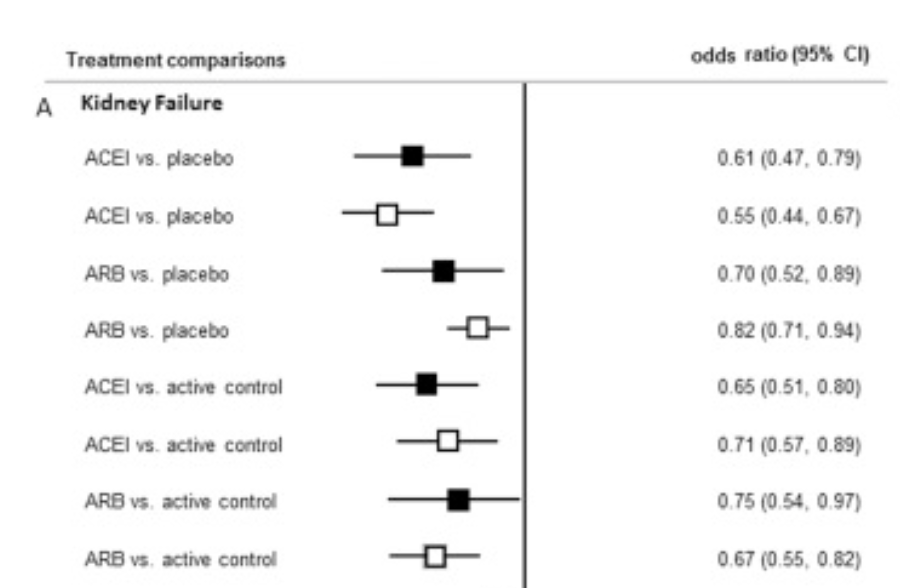 Treatment comparisons odds ratio (95% CI)
A Kidney Failure
ACEI vs. placebo 0.61 (0.47, 0.79)
ACEI vs. placebo 0.55 (0.44, 0.67)
ARB vs. placebo 0.70 (0.52, 0.89)
ARB vs. placebo 0.82 (0.71, 0.94)
ACEI vs. active control 0.65 (0.51, 0.80)
ACEI vs. active control 0.71 (0.57, 0.89)
ARB vs. active control 0.75 (0.54, 0.97)
ARB vs. active control 0.67 (0.55, 0.82)